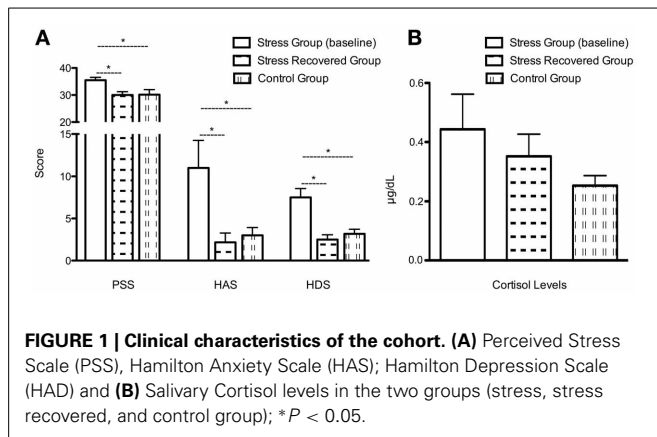 A
Stress Group (baseline)
Stress Recovered Group
Control Group
*
*
*
*
*
*
40
30
20
15
10
5
0
Score
PSS
HAS
HDS
B
Stress Group (baseline)
Stress Recovered Group
Control Group
0.6
0.4
0.2
0.0
µg/dL
Cortisol Levels
FIGURE 1 | Clinical characteristics of the cohort. (A) Perceived Stress
Scale (PSS), Hamilton Anxiety Scale (HAS); Hamilton Depression Scale
(HAD) and (B) Salivary Cortisol levels in the two groups (stress, stress
recovered, and control group); *P < 0.05.